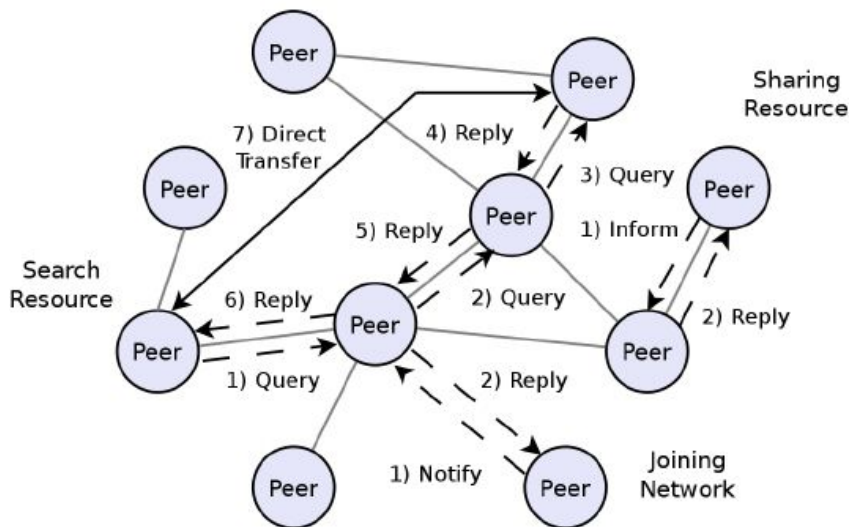 Peer
Peer
Sharing
Resource
7) Direct
Transfer
4) Reply
3) Query
Peer
Peer
Peer
1) Inform
5) Reply
Search
Resource
6) Reply
2) Query
2) Reply
Peer
Peer
Peer
1) Query
2) Reply
1) Notify
Joining
Network
Peer
Peer